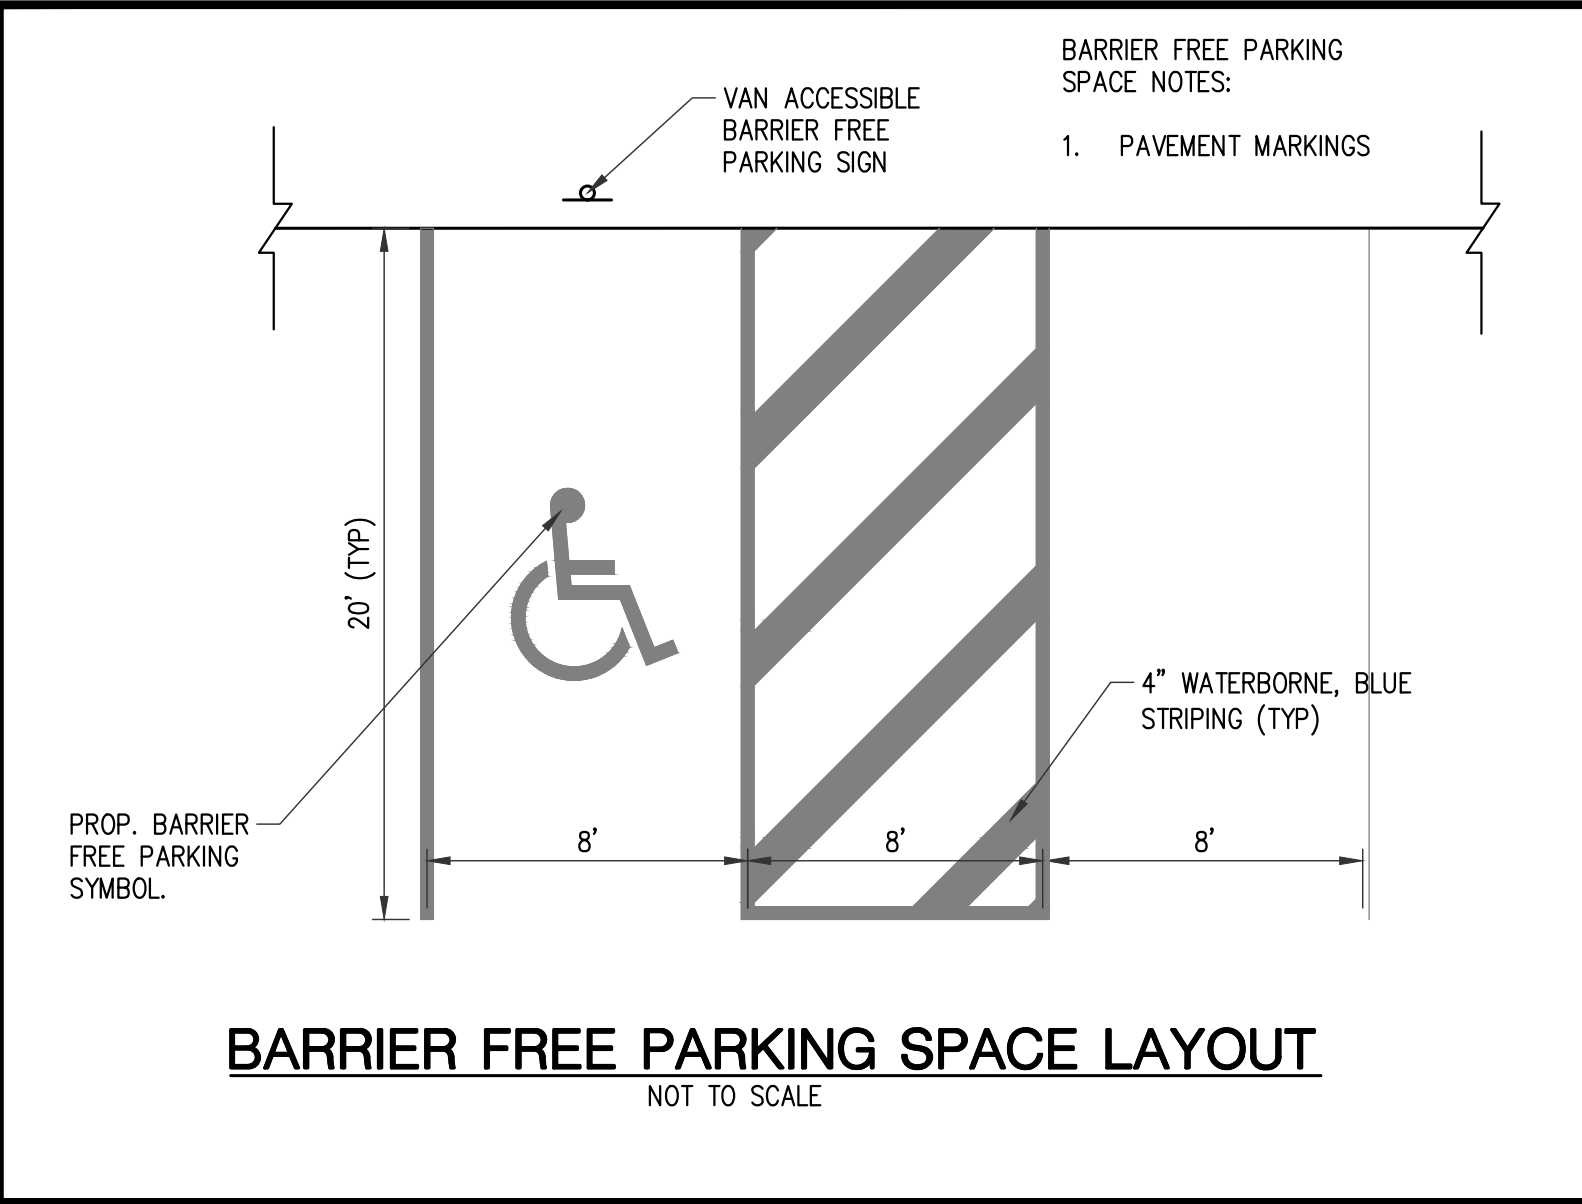 BARRIER FREE PARKING
SPACE NOTES:
1. PAVEMENT MARKINGS
VAN ACCESSIBLE
BARRIER FREE
PARKING SIGN
20' (TYP)
4" WATERBORNE, BLUE
STRIPING (TYP)
PROP. BARRIER
FREE PARKING
SYMBOL.
8'
8'
8'
BARRIER FREE PARKING SPACE LAYOUT
NOT TO SCALE